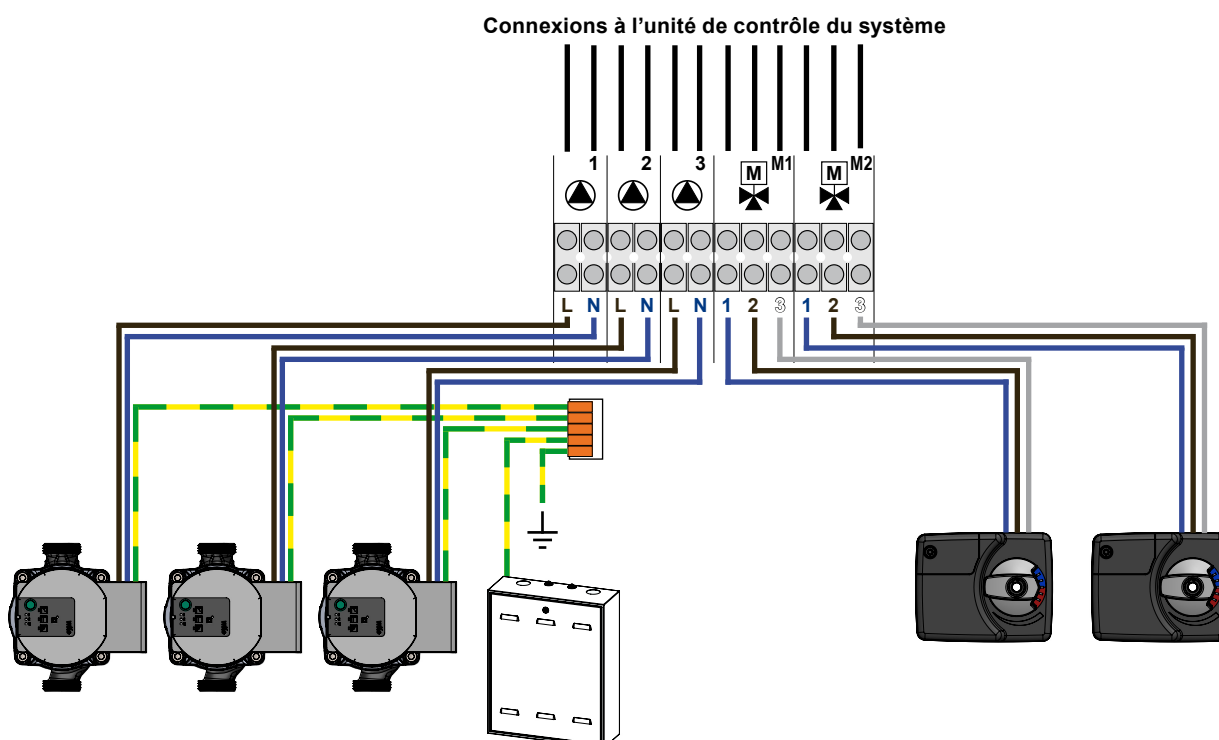 Connexions à l'unité de contrôle du système
1 2 3 M1 M2
M M
L N L N L N 1 2 3 1 2 3